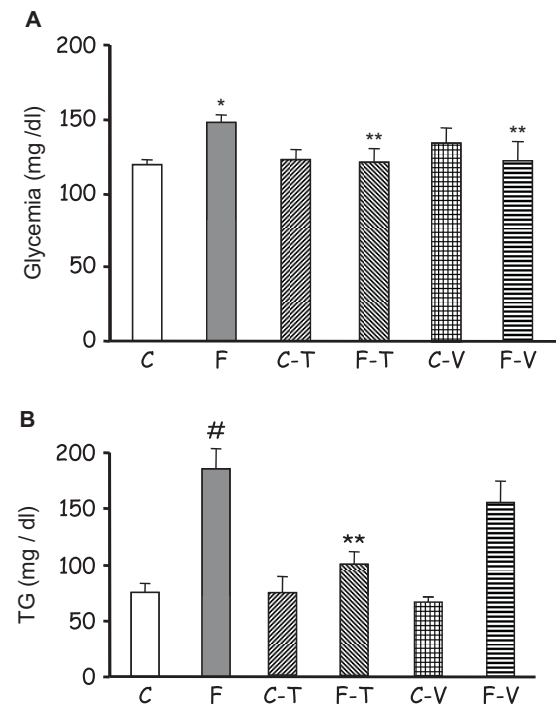 A
Glycemia (mg /dl)
200
150
100
50
0
*
**
**
C F C-T F-T C-V F-V
B
TG (mg / dl)
200
150
100
50
0
#
**
C F C-T F-T C-V F-V